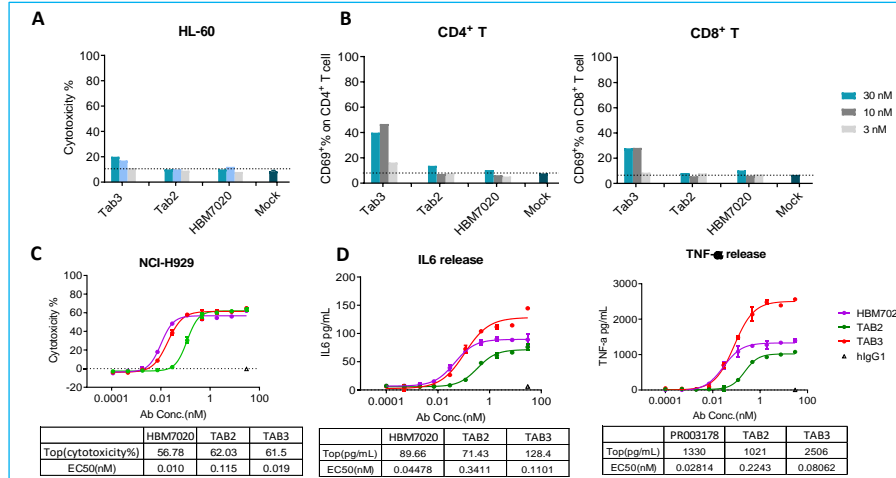 A
HL-60
Cytotoxicity %
100
80
60
40
20
0
Tab3
Tab2
HBM7020
Mock
B
CD4+ T
CD69+% on CD4+ T cell
100
80
60
40
20
0
Tab3
Tab2
HBM7020
Mock
CD8+ T
CD69+% on CD8+ T cell
100
80
60
40
20
0
Tab3
Tab2
HBM7020
Mock
30 nM
10 nM
3 nM
C
NCI-H929
Cytotoxicity %
100
80
60
40
20
0
-20
0.0001
0.01
1
100
Ab Conc.(nM)
HBM7020 TAB2 TAB3
Top(cytotoxicity%) 56.78 62.03 61.5
EC50(nM) 0.010 0.115 0.019
D
IL6 release
IL6 pg/mL
200
150
100
50
0
0.0001
0.01
1
100
Ab Conc.(nM)
HBM7020 TAB2 TAB3
Top(pg/mL) 89.66 71.43 128.4
EC50(nM) 0.04478 0.3411 0.1101
TNF-α release
TNF-a pg/mL
3000
2000
1000
0
0.0001
0.01
1
100
Ab Conc.(nM)
HBM702
TAB2
TAB3
hIgG1
PR003178 TAB2 TAB3
Top(pg/mL) 1330 1021 2506
EC50(nM) 0.02814 0.2243 0.08062